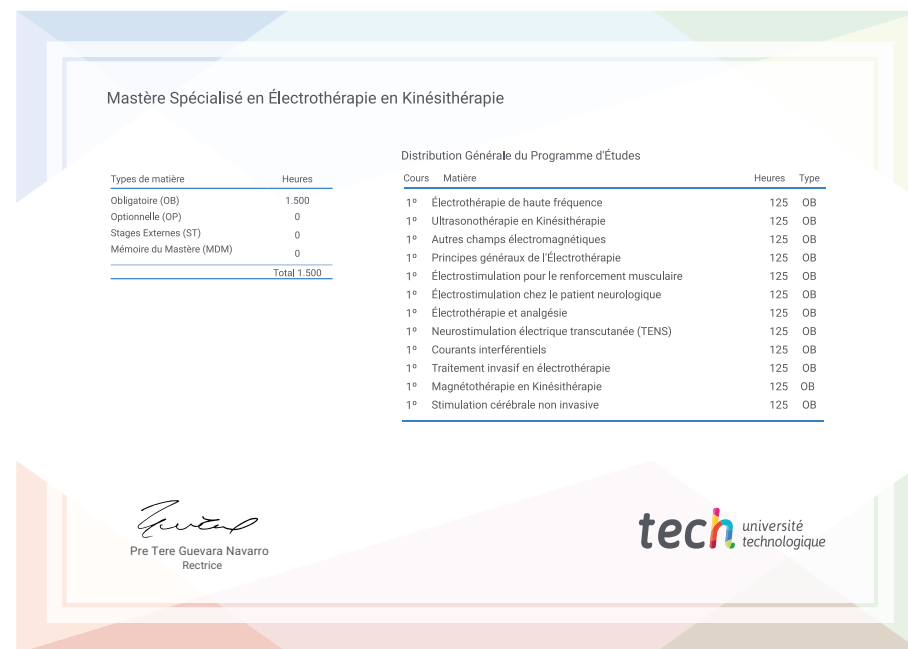 Mastère Spécialisé en Électrothérapie en Kinésithérapie
Types de matière Heures
Obligatoire (OB) 1.500
Optionnelle (OP) 0
Stages Externes (ST) 0
Mémoire du Mastère (MDM) 0
Total 1.500
Distribution Générale du Programme d'Études
Cours Matière Heures Type
1º Électrothérapie de haute fréquence 125 OB
1º Ultrasonothérapie en Kinésithérapie 125 OB
1º Autres champs électromagnétiques 125 OB
1º Principes généraux de l'Électrothérapie 125 OB
1º Électrostimulation pour le renforcement musculaire 125 OB
1º Électrostimulation chez le patient neurologique 125 OB
1º Électrothérapie et analgésie 125 OB
1º Neurostimulation électrique transcutanée (TENS) 125 OB
1º Courants interférentiels 125 OB
1º Traitement invasif en électrothérapie 125 OB
1º Magnétothérapie en Kinésithérapie 125 OB
1º Stimulation cérébrale non invasive 125 OB
Pre Tere Guevara Navarro
Rectrice
tech université
technologique